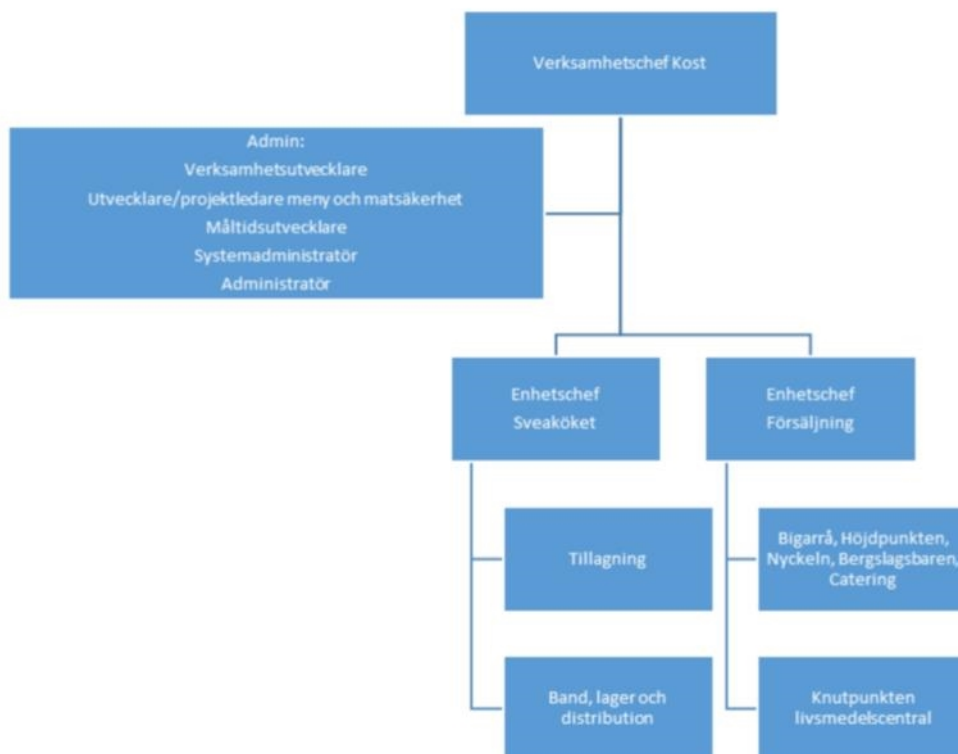 Verksamhetschef Kost
Admin:
Verksamhetsutvecklare
Utvecklare/projektledare meny och matsäkerhet
Måltidsutvecklare
Systemadministratör
Administratör
Enhetschef
Sveaköket
Enhetschef
Försäljning
Tillagning
Bigarrå, Höjdpunkten,
Nyckeln, Bergslagsbaren,
Catering
Band, lager och
distribution
Knutpunkten
livsmedelscentral